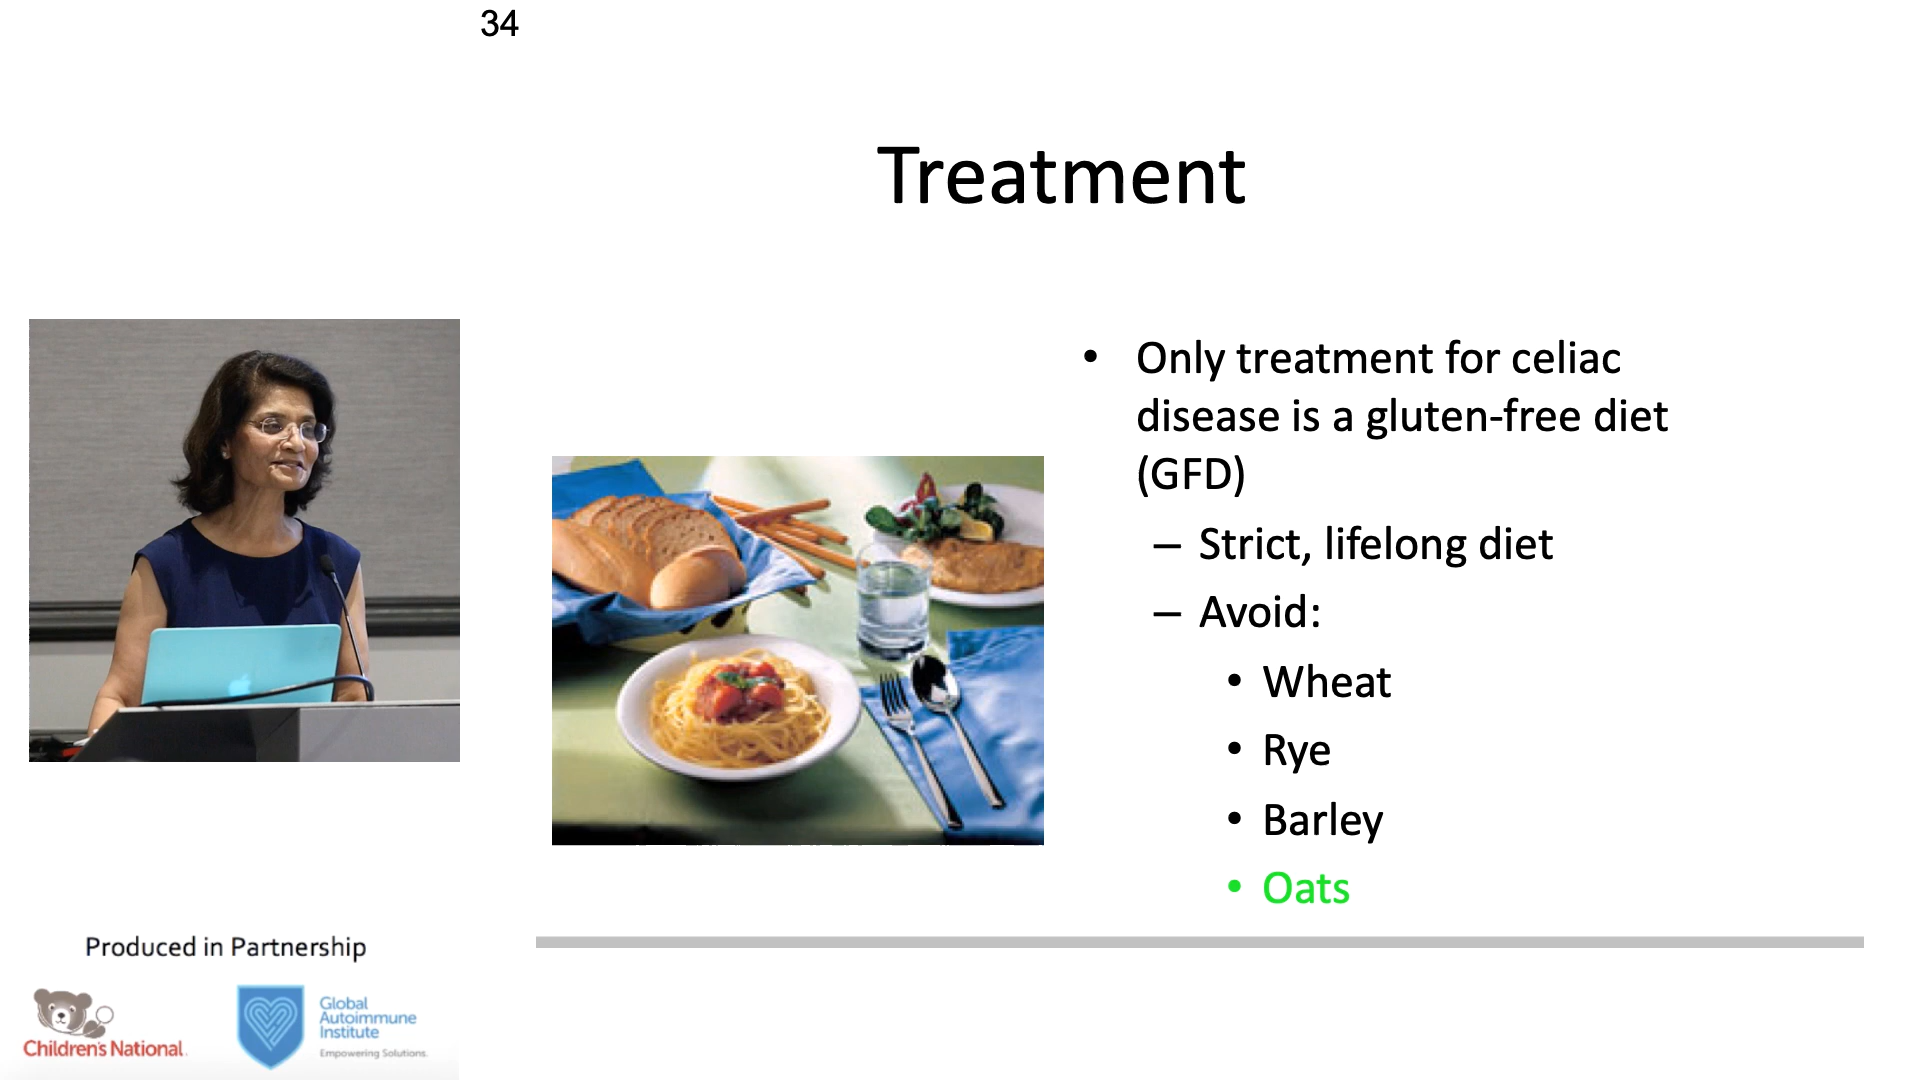 34
Treatment
• Only treatment for celiac
disease is a gluten-free diet
(GFD)
– Strict, lifelong diet
– Avoid:
• Wheat
• Rye
• Barley
• Oats
Produced in Partnership
Children's National
Global
Autoimmune
Institute
Empowering Solutions.